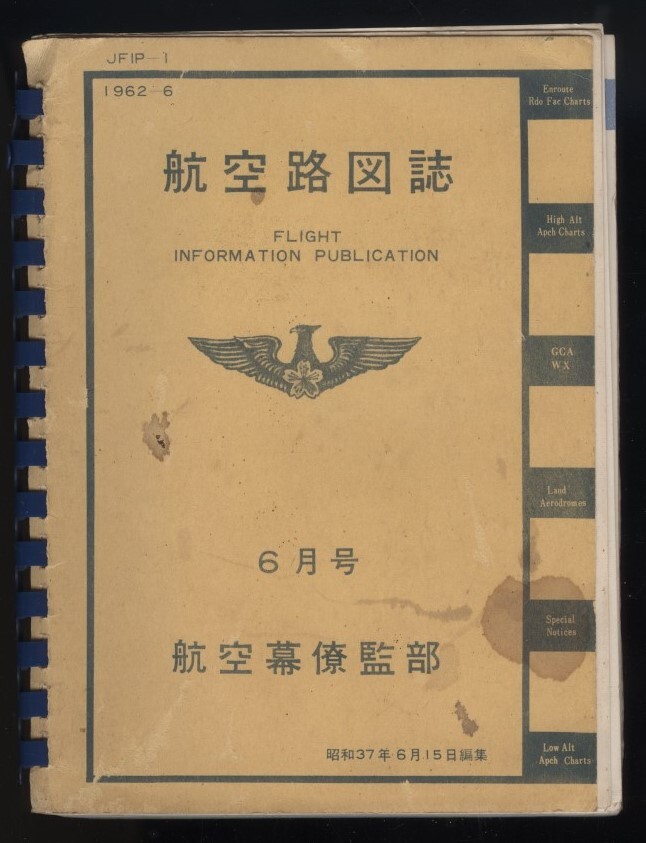 JFIP-1
1962-6
航空路図誌
FLIGHT
INFORMATION PUBLICATION
6月号
航空幕僚監部
昭和37年6月15日編集
Enroute
Rdo Fac Charts
High Alt
Apch Charts
GCA
WX
Land
Aerodromes
Special
Notices
Low Alt
Apch Charts